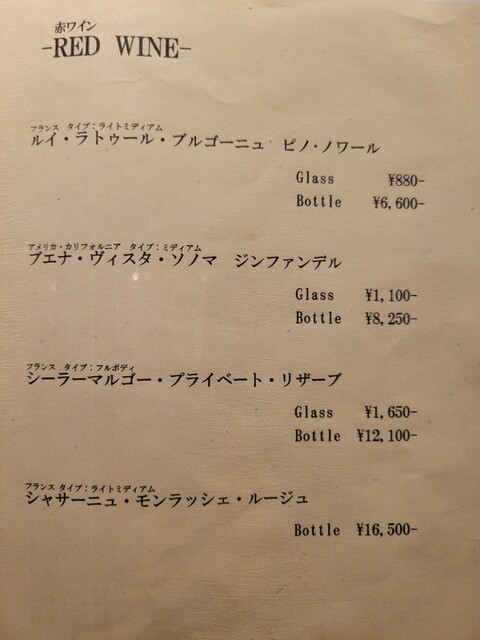 赤ワイン
-RED WINE-
フランス タイプ：ライトミディアム
ルイ・ラトゥール・ブルゴーニュ ピノ・ノワール
Glass ¥880-
Bottle ¥6,600-
アメリカ・カリフォルニア タイプ：ミディアム
ブエナ・ヴィスタ・ソノマ ジンファンデル
Glass ¥1,100-
Bottle ¥8,250-
フランス タイプ：フルボディ
シーラーマルゴー・プライベート・リザーブ
Glass ¥1,650-
Bottle ¥12,100-
フランス タイプ：ライトミディアム
シャサーニュ・モンラッシェ・ルージュ
Bottle ¥16,500-